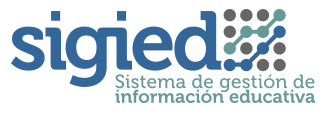 sigied
Sistema de gestión de
información educativa